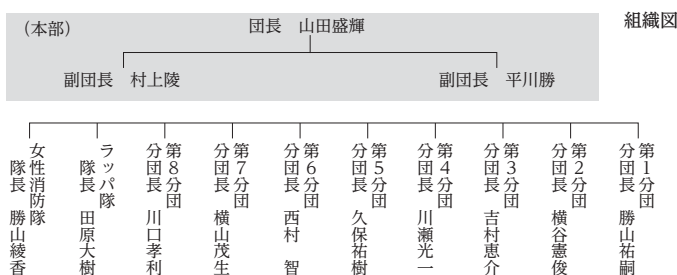 組織図
(本部)
団長 山田盛輝
副団長 村上陵
副団長 平川勝
第1分団
分団長 勝山祐嗣
第2分団
分団長 横谷憲俊
第3分団
分団長 吉村恵介
第4分団
分団長 川瀬光一
第5分団
分団長 久保祐樹
第6分団
分団長 西村 智
第7分団
分団長 横山茂生
第8分団
分団長 川口孝利
ラッパ隊
隊長 田原大樹
女性消防隊
隊長 勝山綾香